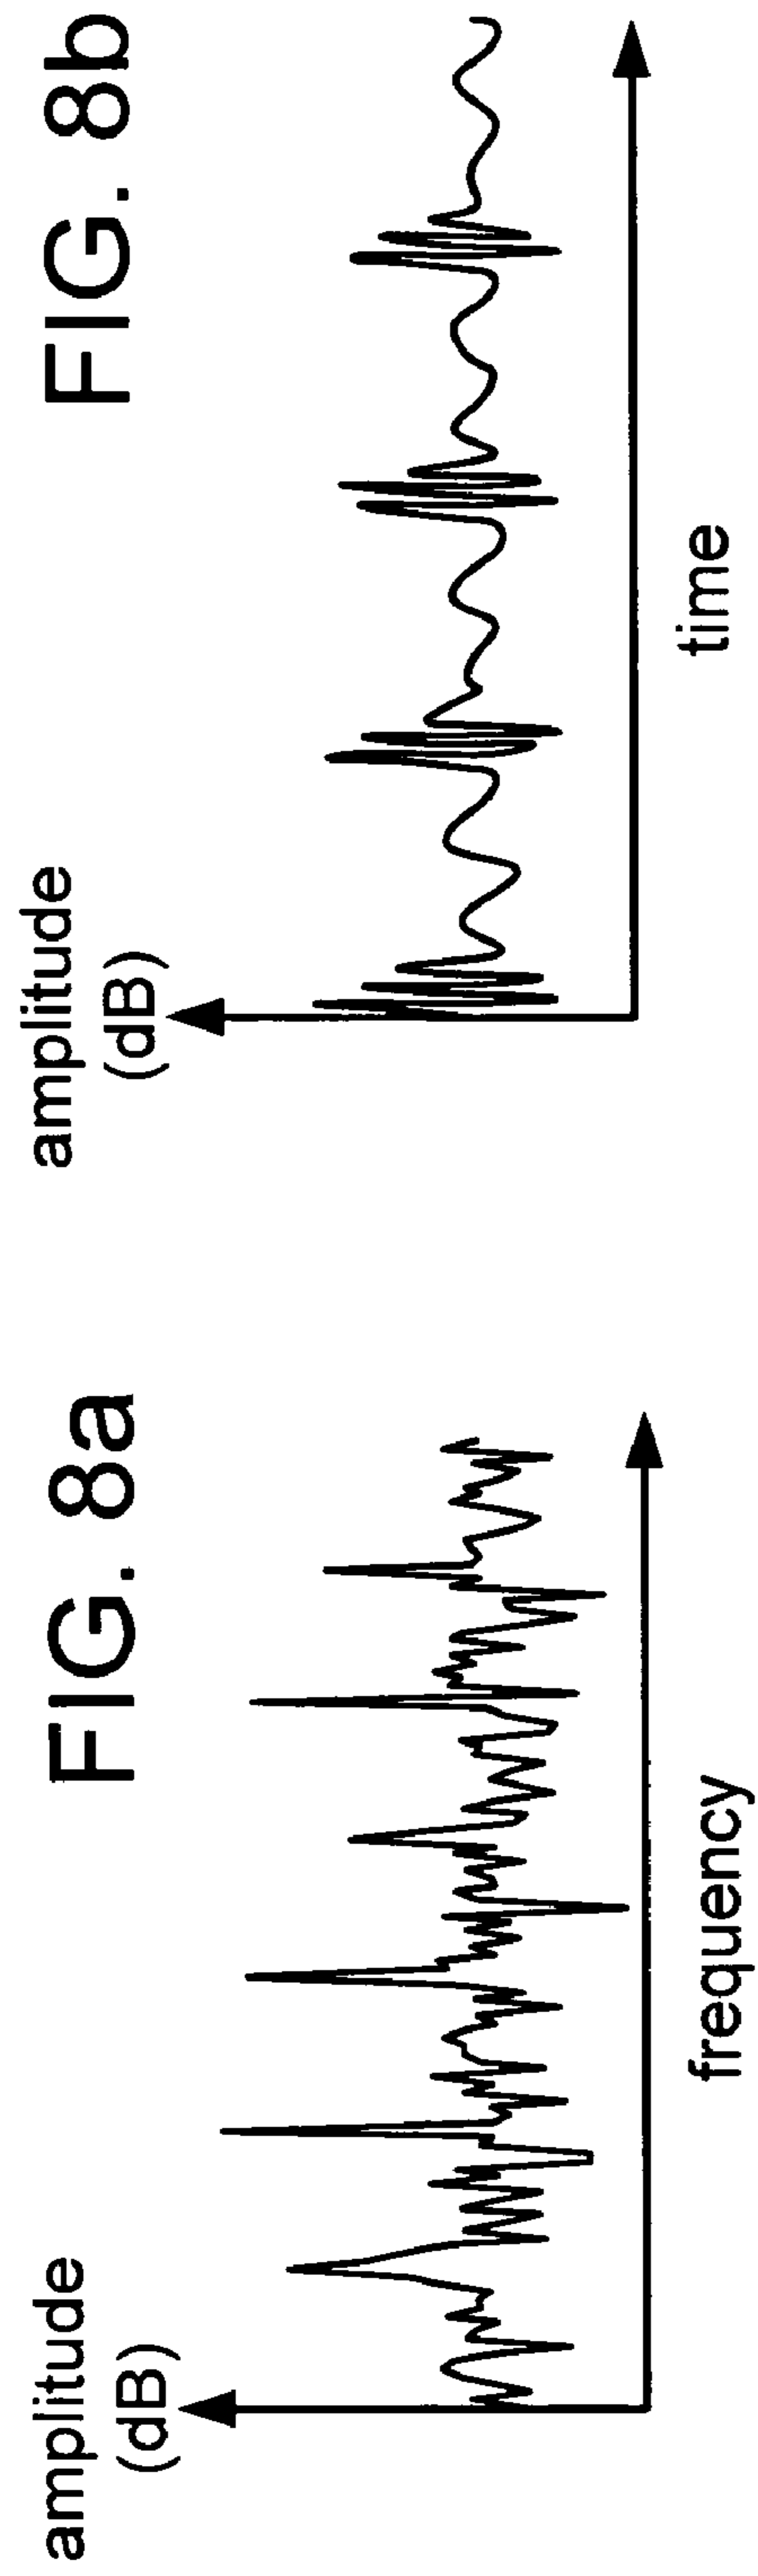 FIG. 8a
amplitude
(dB)
frequency
FIG. 8b
amplitude
(dB)
time